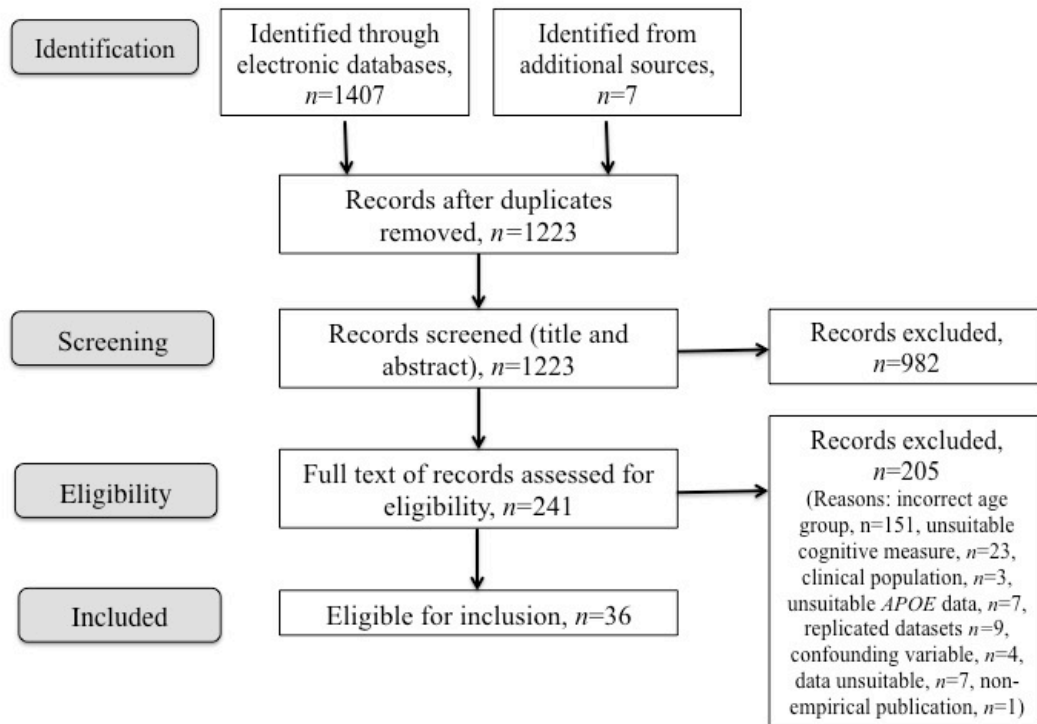 Identification
Identified through
electronic databases,
n=1407
Identified from
additional sources,
n=7
Records after duplicates
removed, n=1223
Screening
Records screened (title and
abstract), n=1223
Records excluded,
n=982
Eligibility
Full text of records assessed for
eligibility, n=241
Records excluded,
n=205
(Reasons: incorrect age
group, n=151, unsuitable
cognitive measure, n=23,
clinical population, n=3,
unsuitable APOE data, n=7,
replicated datasets n=9,
confounding variable, n=4,
data unsuitable, n=7, non-
empirical publication, n=1)
Included
Eligible for inclusion, n=36